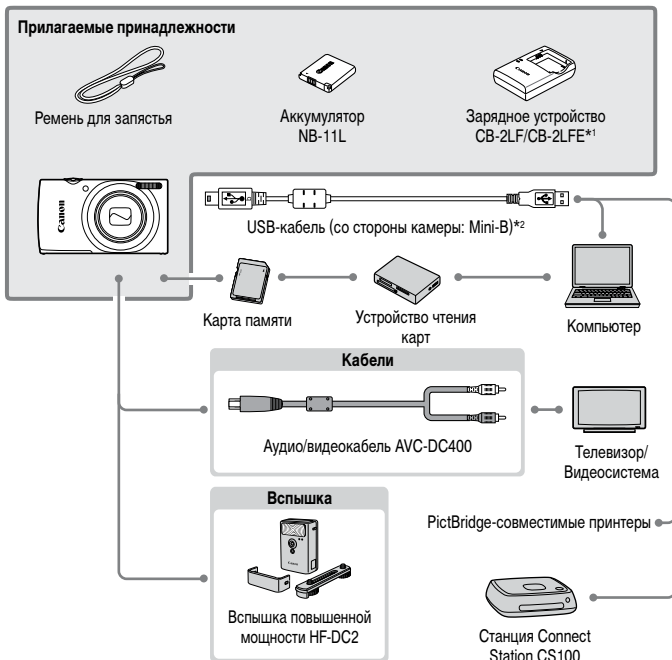 Прилагаемые принадлежности
Ремень для запястья
Аккумулятор
NB-11L
Зарядное устройство
CB-2LF/CB-2LFE*1
Canon
USB-кабель (со стороны камеры: Mini-B)*2
Карта памяти
Устройство чтения
карт
Компьютер
Кабели
Аудио/видеокабель AVC-DC400
Телевизор/
Видеосистема
Вспышка
PictBridge-совместимые принтеры
Вспышка повышенной
мощности HF-DC2
Станция Connect
Station CS100